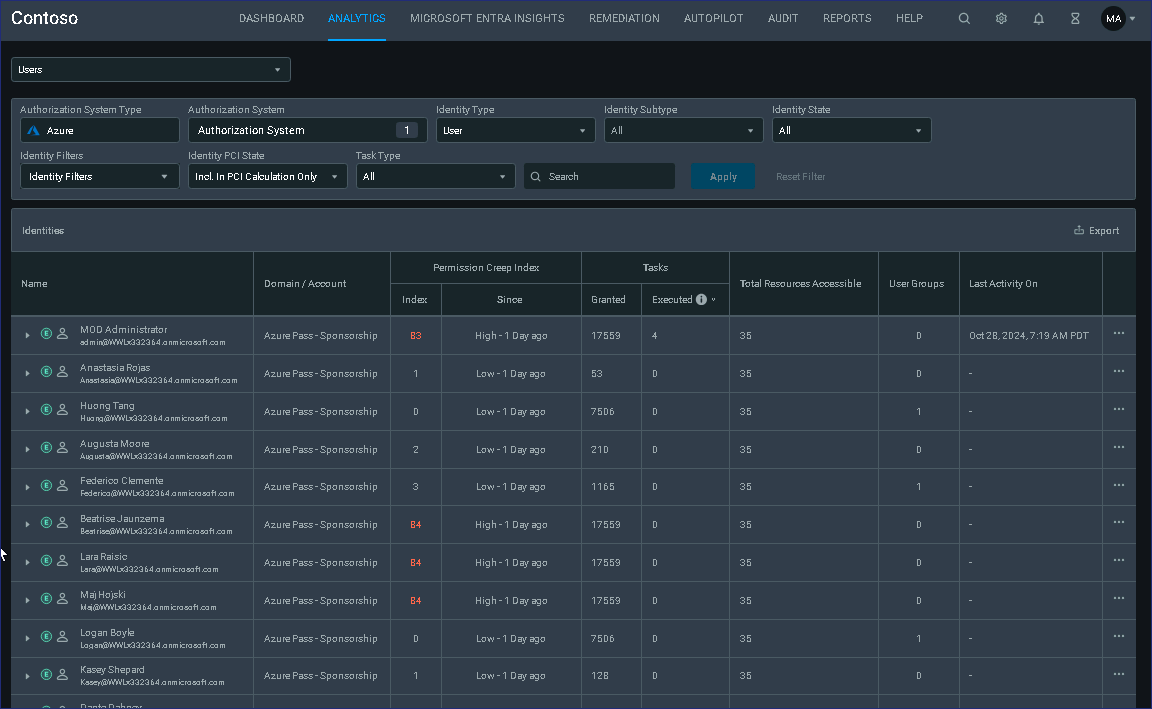 Contoso
DASHBOARD ANALYTICS MICROSOFT ENTRA INSIGHTS REMEDIATION AUTOPILOT AUDIT REPORTS HELP MA
Users
Authorization System Type Authorization System Identity Type Identity Subtype Identity State
Azure Authorization System 1 User All All
Identity Filters Identity PCI State Task Type
Identity Filters Incl. In PCI Calculation Only All Search Apply Reset Filter
Identities Export
Permission Creep Index Tasks
Name Domain / Account Total Resources Accessible User Groups Last Activity On
Index Since Granted Executed
MOD Administrator
admin@WWLx332364.onmicrosoft.com
Azure Pass - Sponsorship 83 High - 1 Day ago 17559 4 35 0 Oct 28, 2024, 7:19 AM PDT
Anastasia Rojas
Anastasia@WWLx332364.onmicrosoft.com
Azure Pass - Sponsorship 1 Low - 1 Day ago 53 0 35 0 -
Huong Tang
Huong@WWLx332364.onmicrosoft.com
Azure Pass - Sponsorship 0 Low - 1 Day ago 7506 0 35 1 -
Augusta Moore
Augusta@WWLx332364.onmicrosoft.com
Azure Pass - Sponsorship 2 Low - 1 Day ago 210 0 35 0 -
Federico Clemente
Federico@WWLx332364.onmicrosoft.com
Azure Pass - Sponsorship 3 Low - 1 Day ago 1165 0 35 1 -
Beatrise Jaunzema
Beatrise@WWLx332364.onmicrosoft.com
Azure Pass - Sponsorship 84 High - 1 Day ago 17559 0 35 0 -
Lara Raisic
Lara@WWLx332364.onmicrosoft.com
Azure Pass - Sponsorship 84 High - 1 Day ago 17559 0 35 0 -
Maj Hojski
Maj@WWLx332364.onmicrosoft.com
Azure Pass - Sponsorship 84 High - 1 Day ago 17559 0 35 0 -
Logan Boyle
Logan@WWLx332364.onmicrosoft.com
Azure Pass - Sponsorship 0 Low - 1 Day ago 7506 0 35 1 -
Kasey Shepard
Kasey@WWLx332364.onmicrosoft.com
Azure Pass - Sponsorship 1 Low - 1 Day ago 128 0 35 0 -